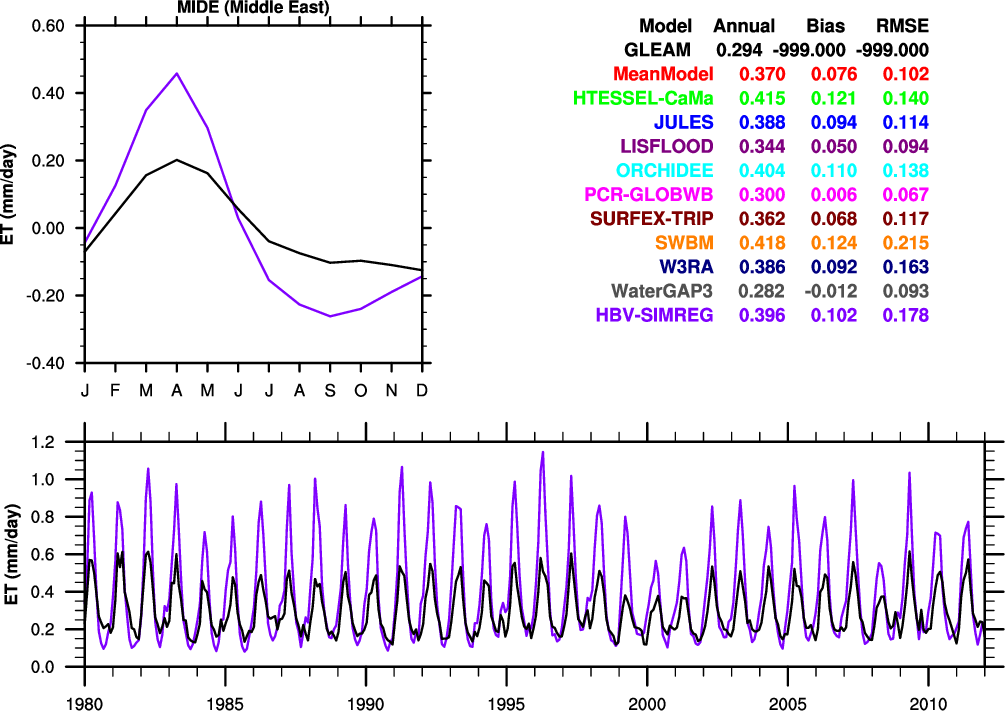 MIDE (Middle East)
0.60
0.40
0.20
0.00
-0.20
-0.40
ET (mm/day)
J F M A M J J A S O N D
Model Annual Bias RMSE
GLEAM 0.294 -999.000 -999.000
MeanModel 0.370 0.076 0.102
HTESSEL-CaMa 0.415 0.121 0.140
JULES 0.388 0.094 0.114
LISFLOOD 0.344 0.050 0.094
ORCHIDEE 0.404 0.110 0.138
PCR-GLOBWB 0.300 0.006 0.067
SURFEX-TRIP 0.362 0.068 0.117
SWBM 0.418 0.124 0.215
W3RA 0.386 0.092 0.163
WaterGAP3 0.282 -0.012 0.093
HBV-SIMREG 0.396 0.102 0.178
1.2
1.0
0.8
0.6
0.4
0.2
0.0
ET (mm/day)
1980 1985 1990 1995 2000 2005 2010